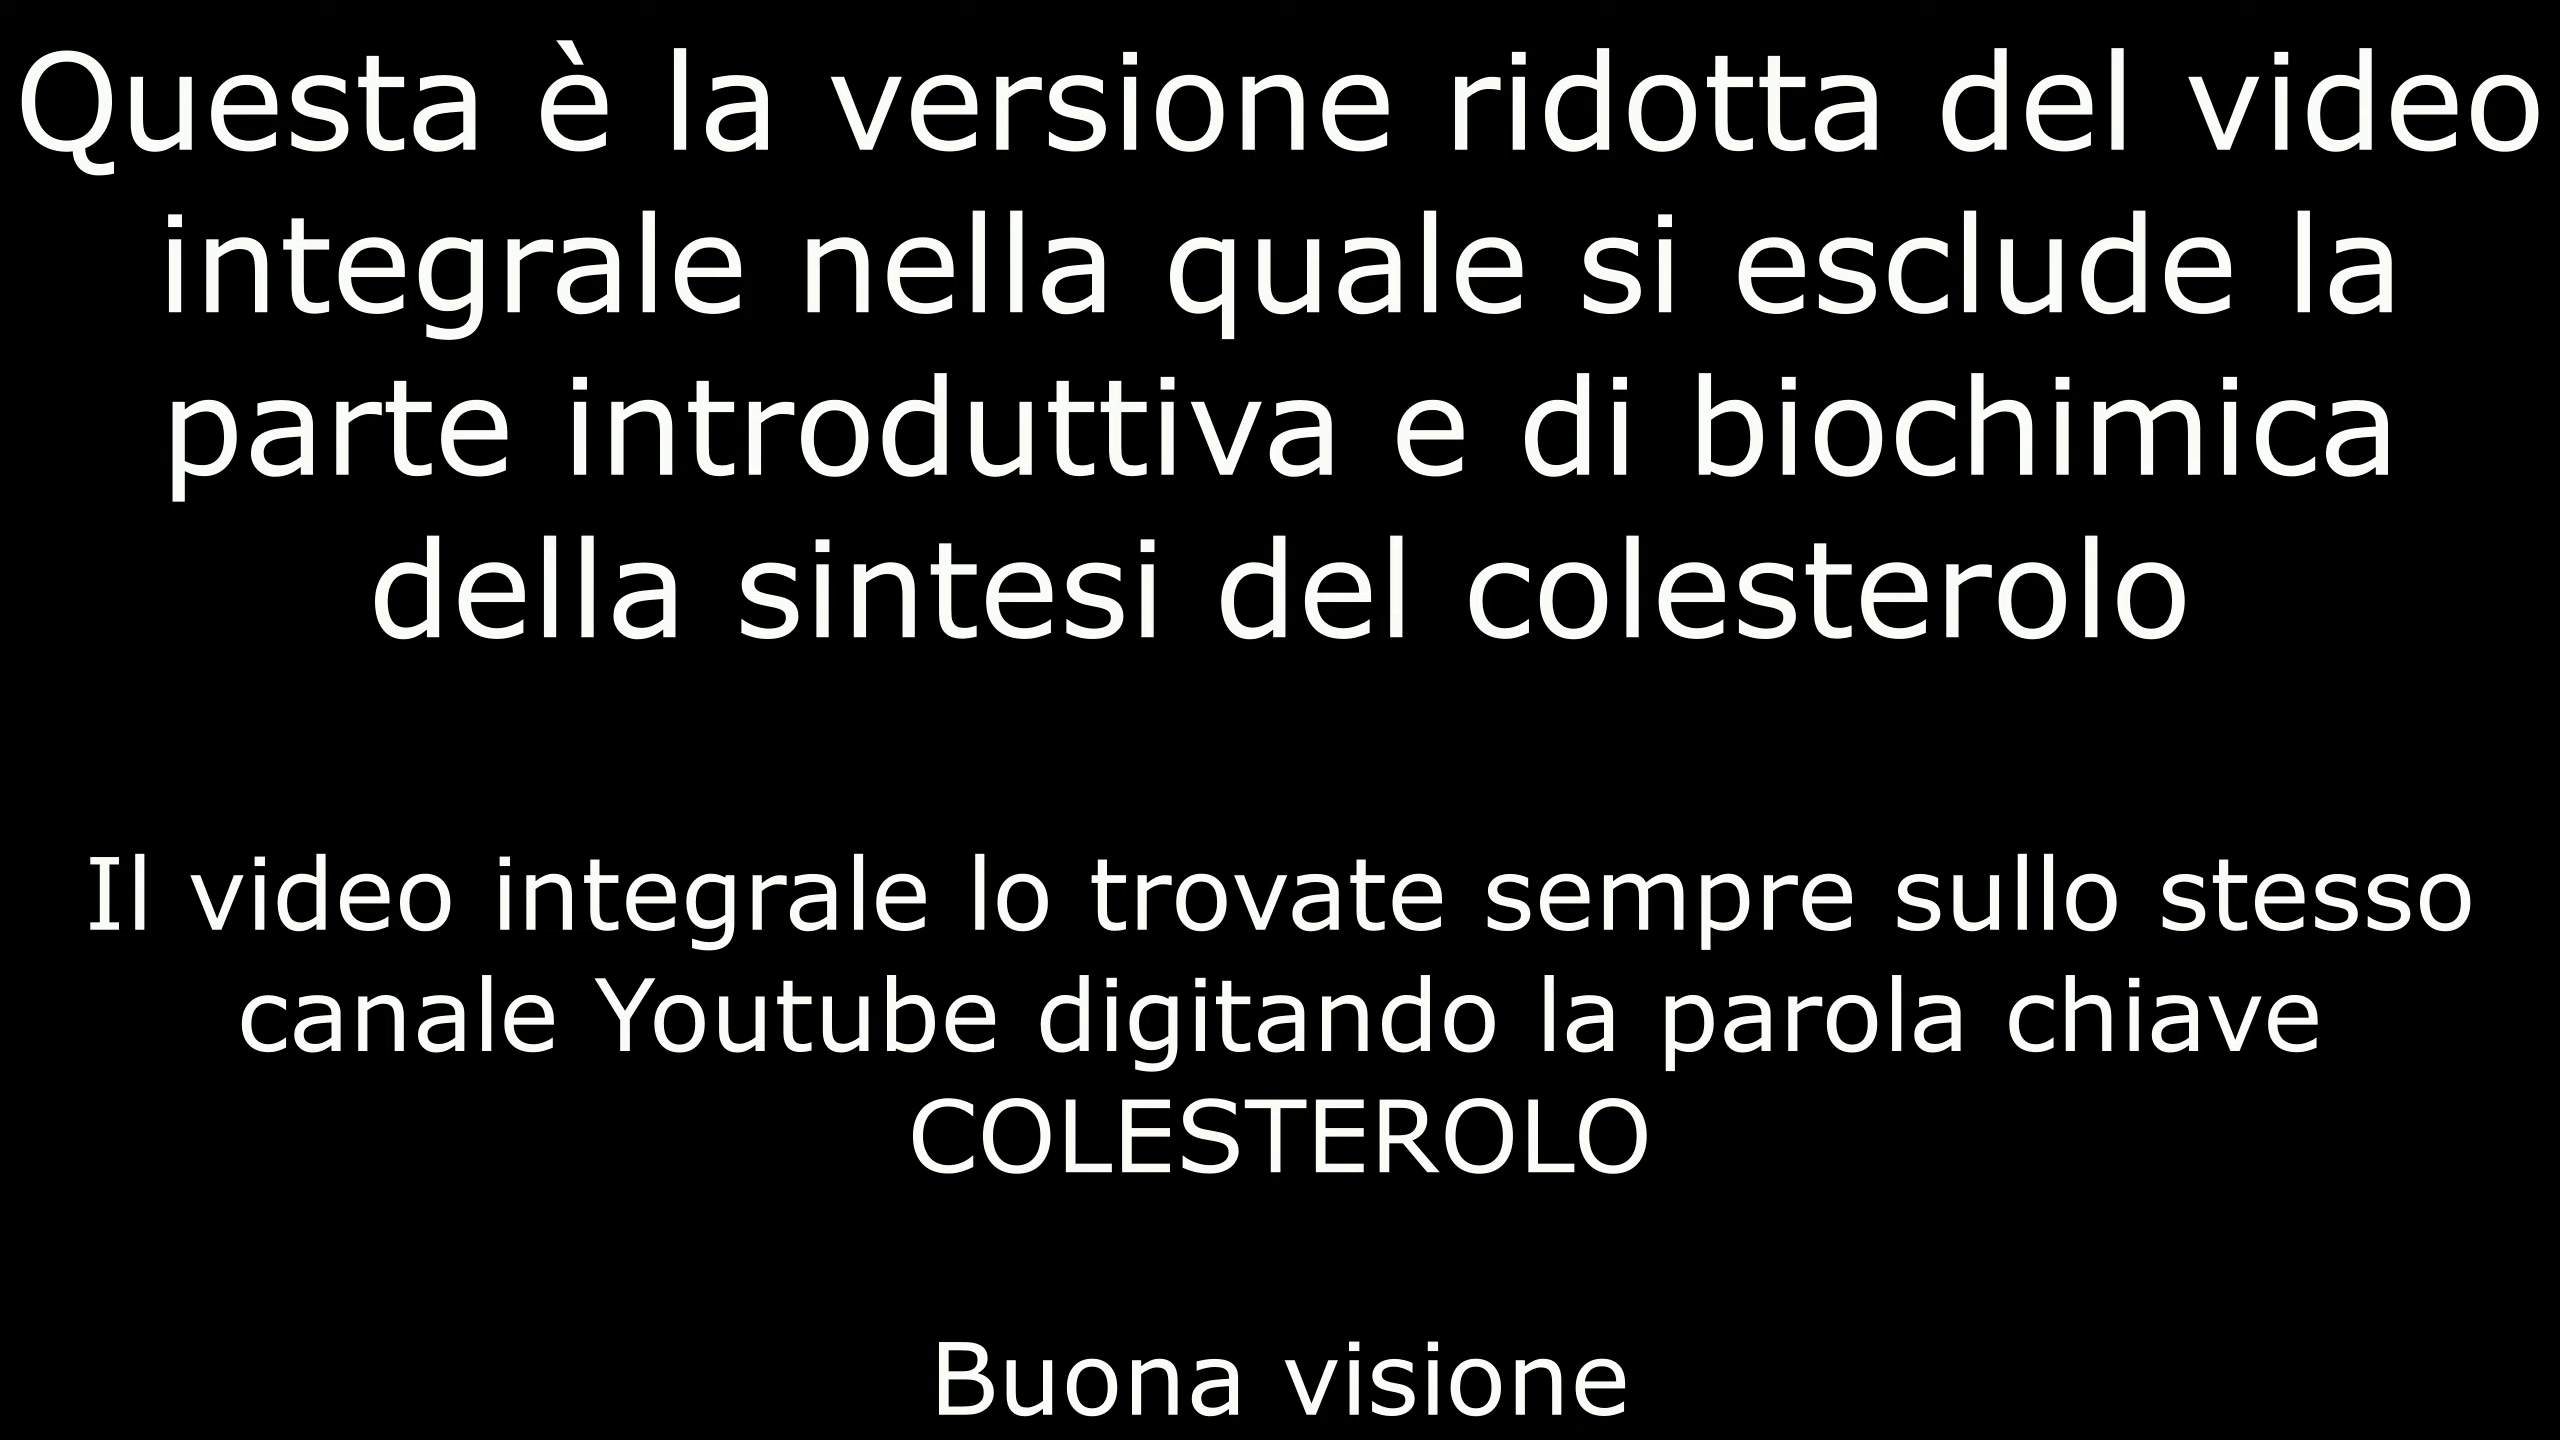 Questa è la versione ridotta del video
integrale nella quale si esclude la
parte introduttiva e di biochimica
della sintesi del colesterolo
Il video integrale lo trovate sempre sullo stesso
canale Youtube digitando la parola chiave
COLESTEROLO
Buona visione